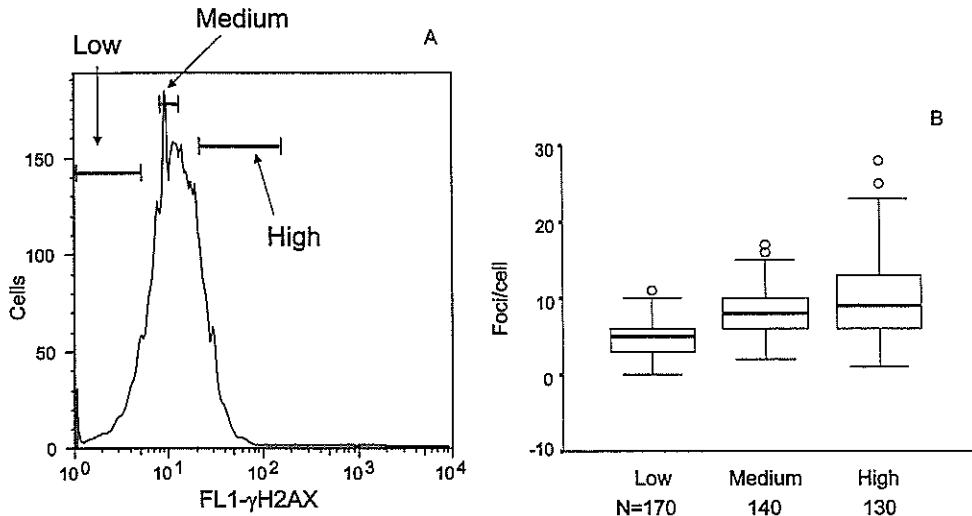 Medium
A
Low
150
100
50
0
Cells
High
10^0 10^1 10^2 10^3 10^4
FL1-γH2AX
B
30
20
10
0
-10
Foci/cell
Low Medium High
N=170 140 130